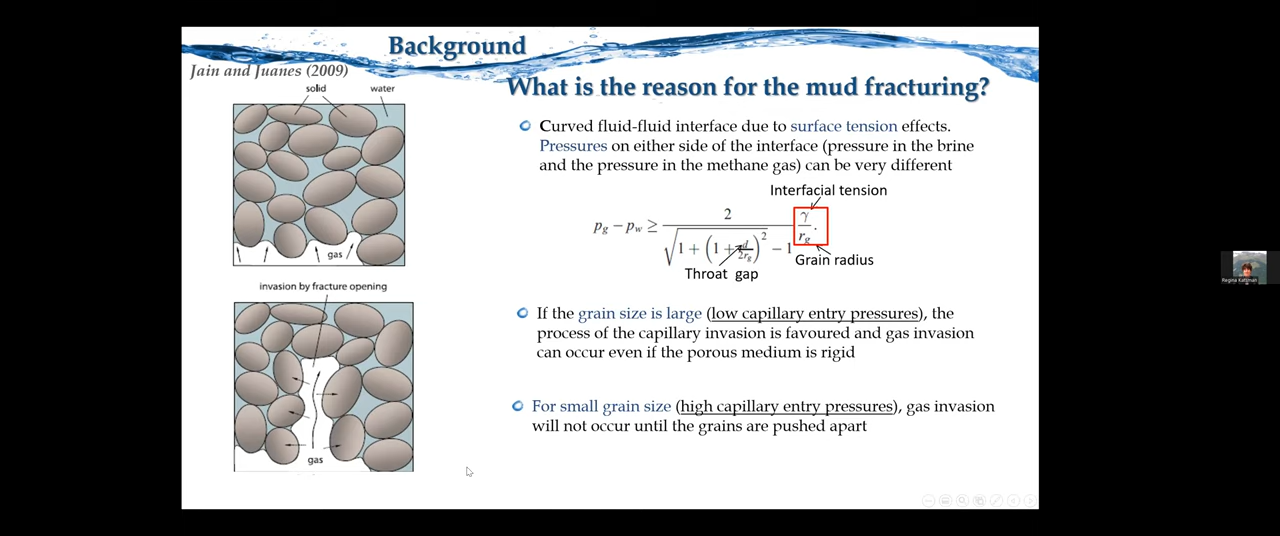 Background
Jain and Juanes (2009)
solid
water
gas
invasion by fracture opening
gas
What is the reason for the mud fracturing?
Curved fluid-fluid interface due to surface tension effects.
Pressures on either side of the interface (pressure in the brine
and the pressure in the methane gas) can be very different
Interfacial tension
p_g − p_w ≥ 2 / (√(1 + (1 + d/2r_g)²) − 1) γ/r_g.
Throat gap
Grain radius
If the grain size is large (low capillary entry pressures), the
process of the capillary invasion is favoured and gas invasion
can occur even if the porous medium is rigid
For small grain size (high capillary entry pressures), gas invasion
will not occur until the grains are pushed apart
Regina Katsman